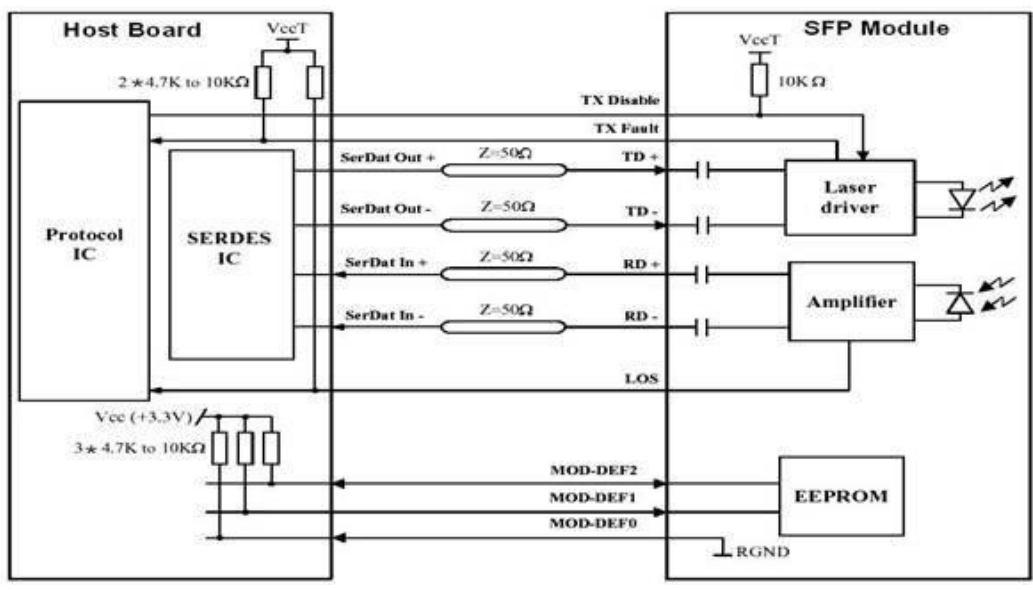 Host Board
SFP Module
VccT
VccT
2*4.7K to 10KΩ
10KΩ
TX Disable
TX Fault
SerDat Out +
Z=50Ω
TD +
SerDat Out -
Z=50Ω
TD -
Laser
driver
Protocol
IC
SERDES
IC
SerDat In +
Z=50Ω
RD +
SerDat In -
Z=50Ω
RD -
Amplifier
LOS
Vcc (+3.3V)
3*4.7K to 10KΩ
MOD-DEF2
MOD-DEF1
MOD-DEF0
EEPROM
RGND